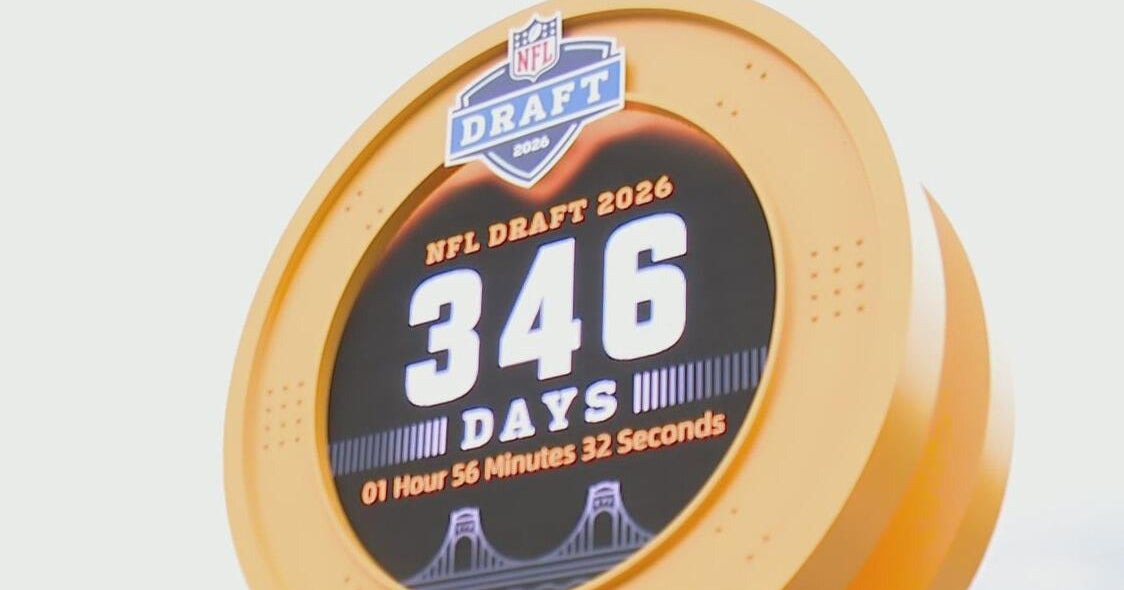 NFL
DRAFT
2026
NFL DRAFT 2026
346
DAYS
01 Hour 56 Minutes 32 Seconds